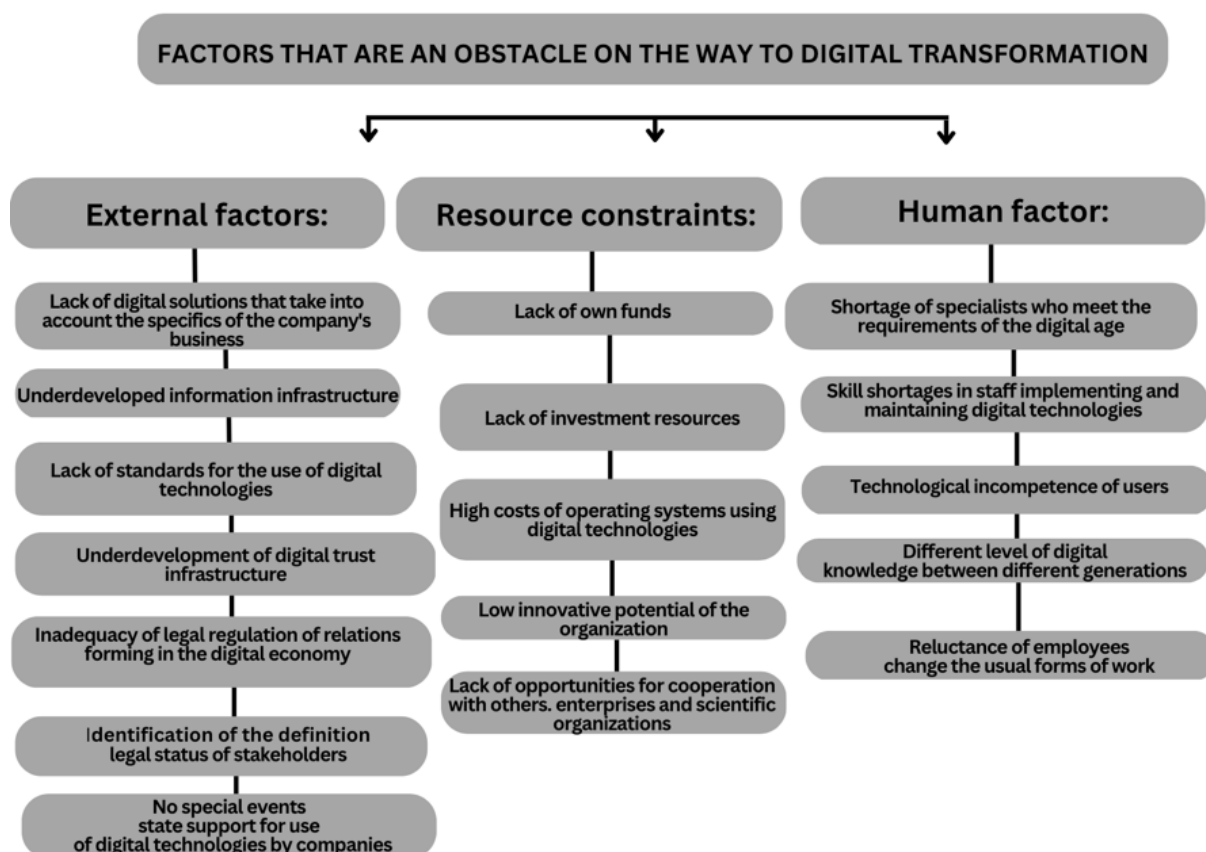 FACTORS THAT ARE AN OBSTACLE ON THE WAY TO DIGITAL TRANSFORMATION
External factors:
Lack of digital solutions that take into
account the specifics of the company's
business
Underdeveloped information infrastructure
Lack of standards for the use of digital
technologies
Underdevelopment of digital trust
infrastructure
Inadequacy of legal regulation of relations
forming in the digital economy
Identification of the definition
legal status of stakeholders
No special events
state support for use
of digital technologies by companies
Resource constraints:
Lack of own funds
Lack of investment resources
High costs of operating systems using
digital technologies
Low innovative potential of the
organization
Lack of opportunities for cooperation
with others. enterprises and scientific
organizations
Human factor:
Shortage of specialists who meet the
requirements of the digital age
Skill shortages in staff implementing and
maintaining digital technologies
Technological incompetence of users
Different level of digital
knowledge between different generations
Reluctance of employees
change the usual forms of work